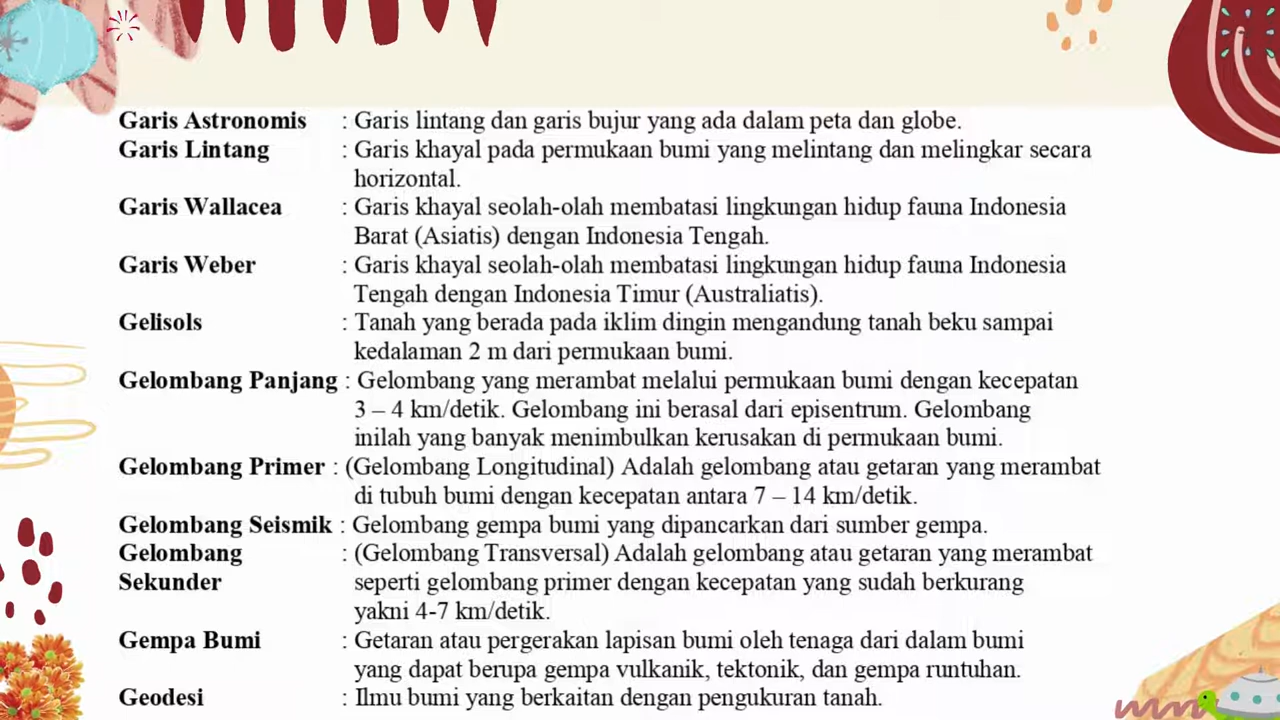 Garis Astronomis : Garis lintang dan garis bujur yang ada dalam peta dan globe.
Garis Lintang : Garis khayal pada permukaan bumi yang melintang dan melingkar secara
horizontal.
Garis Wallacea : Garis khayal seolah-olah membatasi lingkungan hidup fauna Indonesia
Barat (Asiatis) dengan Indonesia Tengah.
Garis Weber : Garis khayal seolah-olah membatasi lingkungan hidup fauna Indonesia
Tengah dengan Indonesia Timur (Australiatis).
Gelisols : Tanah yang berada pada iklim dingin mengandung tanah beku sampai
kedalaman 2 m dari permukaan bumi.
Gelombang Panjang : Gelombang yang merambat melalui permukaan bumi dengan kecepatan
3 – 4 km/detik. Gelombang ini berasal dari episentrum. Gelombang
inilah yang banyak menimbulkan kerusakan di permukaan bumi.
Gelombang Primer : (Gelombang Longitudinal) Adalah gelombang atau getaran yang merambat
di tubuh bumi dengan kecepatan antara 7 – 14 km/detik.
Gelombang Seismik : Gelombang gempa bumi yang dipancarkan dari sumber gempa.
Gelombang : (Gelombang Transversal) Adalah gelombang atau getaran yang merambat
Sekunder seperti gelombang primer dengan kecepatan yang sudah berkurang
yakni 4-7 km/detik.
Gempa Bumi : Getaran atau pergerakan lapisan bumi oleh tenaga dari dalam bumi
yang dapat berupa gempa vulkanik, tektonik, dan gempa runtuhan.
Geodesi : Ilmu bumi yang berkaitan dengan pengukuran tanah.